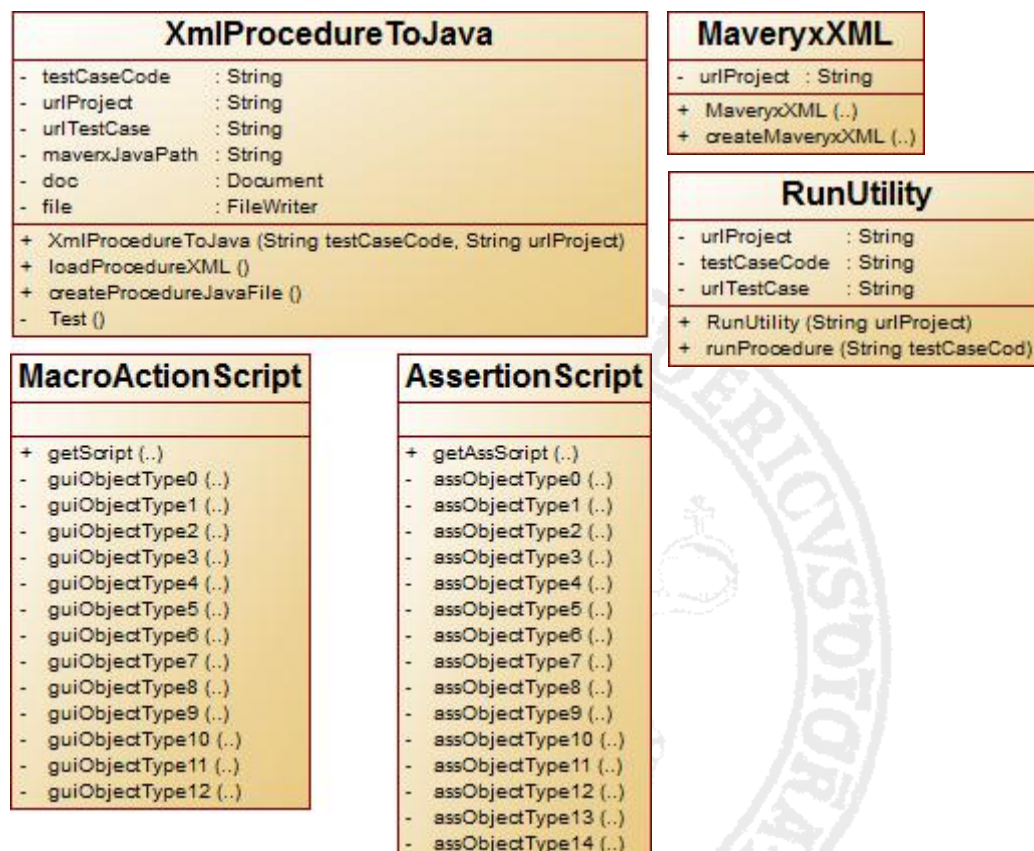 XmlProcedureToJava
- testCaseCode : String
- urlProject : String
- urlTestCase : String
- maverxJavaPath : String
- doc : Document
- file : FileWriter
+ XmlProcedureToJava (String testCaseCode, String urlProject)
+ loadProcedureXML ()
+ createProcedureJavaFile ()
- Test ()
MaveryxXML
- urlProject : String
+ MaveryxXML (..)
+ createMaveryxXML (..)
RunUtility
- urlProject : String
- testCaseCode : String
- urlTestCase : String
+ RunUtility (String urlProject)
+ runProcedure (String testCaseCod)
MacroActionScript
+ getScript (..)
- guiObjectType0 (..)
- guiObjectType1 (..)
- guiObjectType2 (..)
- guiObjectType3 (..)
- guiObjectType4 (..)
- guiObjectType5 (..)
- guiObjectType6 (..)
- guiObjectType7 (..)
- guiObjectType8 (..)
- guiObjectType9 (..)
- guiObjectType10 (..)
- guiObjectType11 (..)
- guiObjectType12 (..)
AssertionScript
+ getAssScript (..)
- assObjectType0 (..)
- assObjectType1 (..)
- assObjectType2 (..)
- assObjectType3 (..)
- assObjectType4 (..)
- assObjectType5 (..)
- assObjectType6 (..)
- assObjectType7 (..)
- assObjectType8 (..)
- assObjectType9 (..)
- assObjectType10 (..)
- assObjectType11 (..)
- assObjectType12 (..)
- assObjectType13 (..)
- assObjectType14 (..)